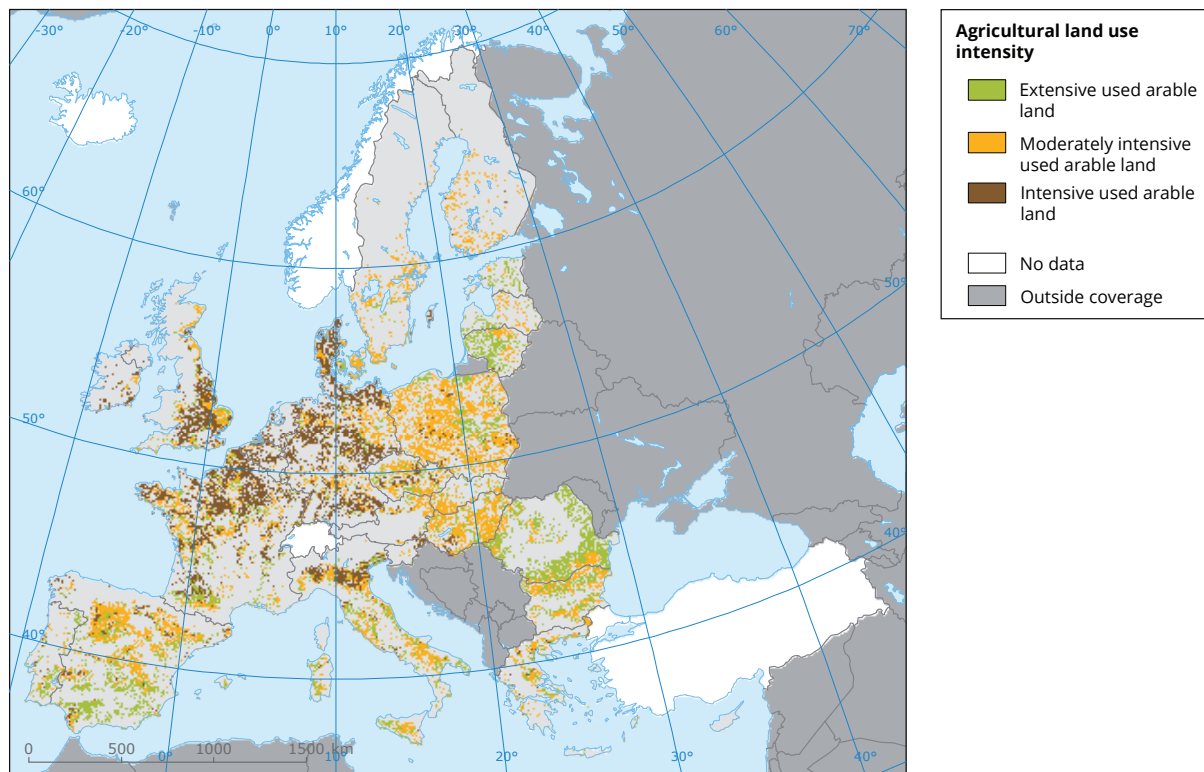 -30° -20° -10° 0° 10° 20° 30° 40° 50° 60° 70°
60°
50°
50°
40°
40°
40°
0 500 1000 1500 km
0° 10° 20° 30° 40°
Agricultural land use
intensity
Extensive used arable
land
Moderately intensive
used arable land
Intensive used arable
land
No data
Outside coverage